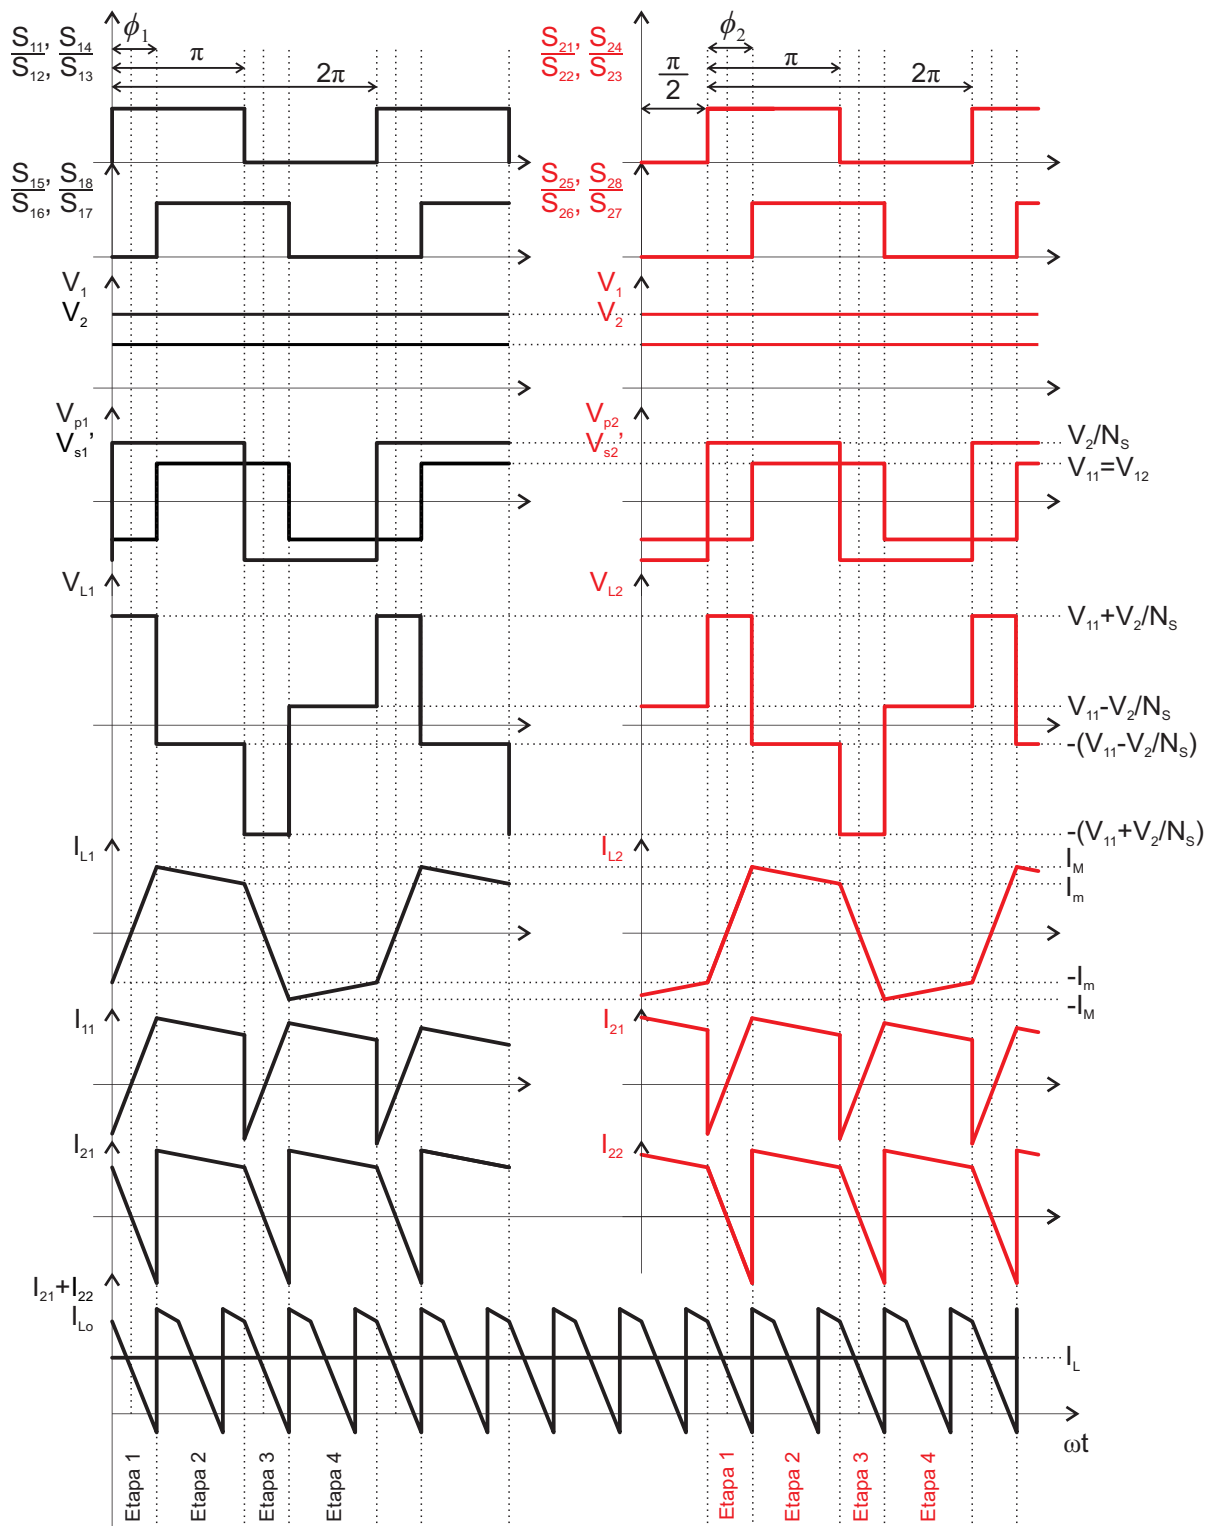 S11, S14 ϕ1
S12, S13 π
2π
S21, S24 ϕ2
S22, S23 π
π/2 2π
S15, S18
S16, S17
S25, S28
S26, S27
V1
V2
V1
V2
Vp1
Vs1'
Vp2
Vs2'
V2/NS
V11=V12
VL1
VL2
V11+V2/NS
V11-V2/NS
-(V11-V2/NS)
-(V11+V2/NS)
IL1
IL2
IM
Im
-Im
-IM
I11
I21
I21
I22
I21+I22
ILo
IL
ωt
Etapa 1
Etapa 2
Etapa 3
Etapa 4
Etapa 1
Etapa 2
Etapa 3
Etapa 4